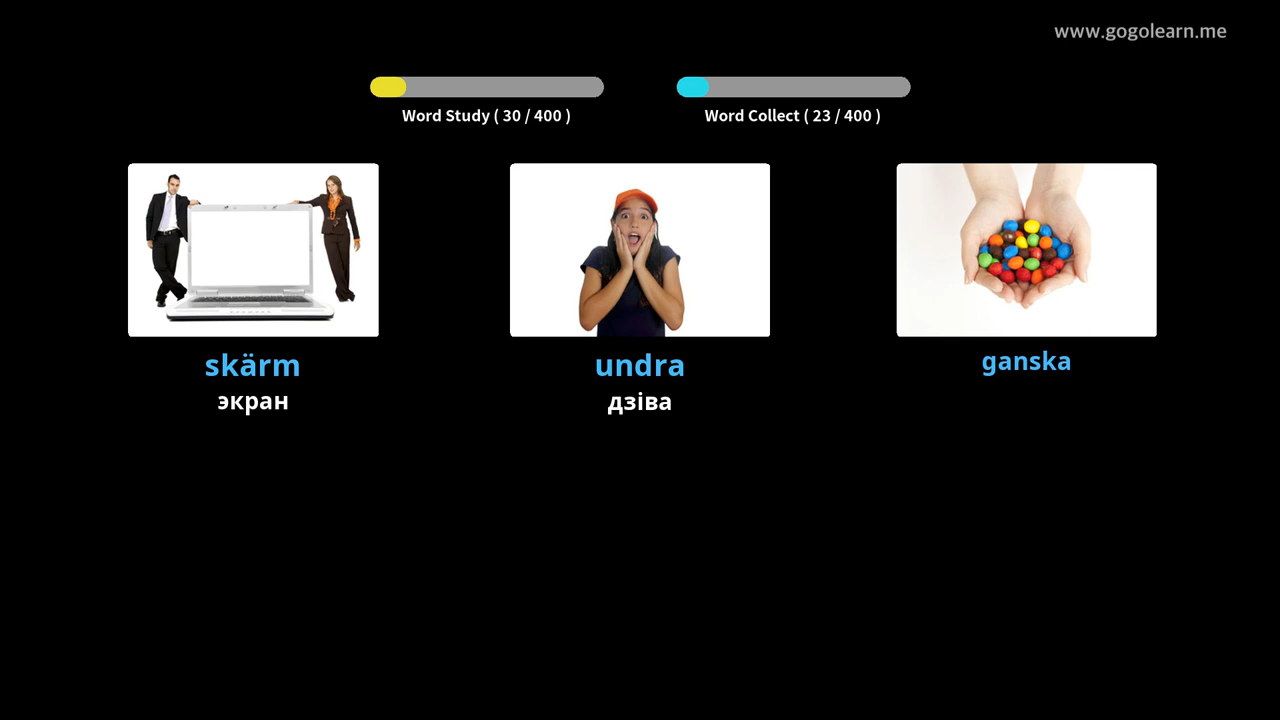 www.gogolearn.me
Word Study ( 30 / 400 )
Word Collect ( 23 / 400 )
skärm
undra
ganska
экран
дзіва